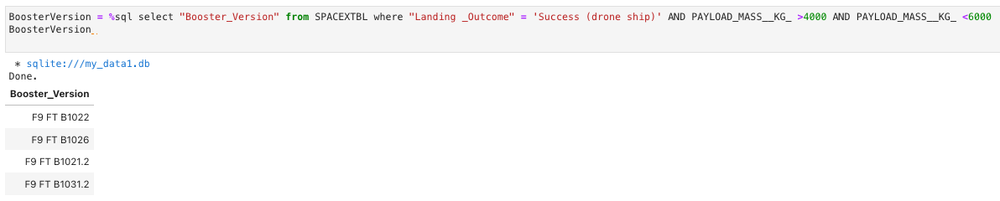 BoosterVersion = %sql select "Booster_Version" from SPACEXTBL where "Landing _Outcome" = 'Success (drone ship)' AND PAYLOAD_MASS__KG_ >4000 AND PAYLOAD_MASS__KG_ <6000
BoosterVersion
* sqlite:///my_data1.db
Done.
Booster_Version
F9 FT B1022
F9 FT B1026
F9 FT B1021.2
F9 FT B1031.2